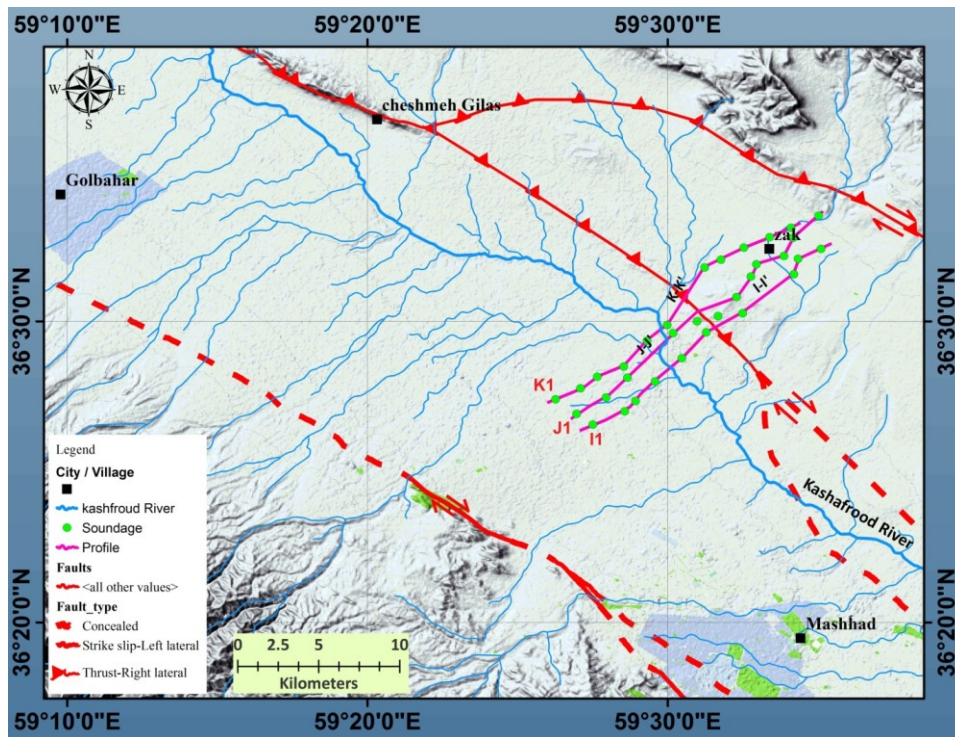 59°10'0"E
59°20'0"E
59°30'0"E
N
W
E
S
cheshmeh Gilas
Golbahar
zak
K-K'
I-I'
36°30'0"N
36°30'0"N
J-J'
K1
J1
I1
Legend
City / Village
kashfroud River
Soundage
Profile
Faults
<all other values>
Fault_type
Concealed
Strike slip-Left lateral
Thrust-Right lateral
Kashafrood River
36°20'0"N
36°20'0"N
Mashhad
0 2.5 5 10
Kilometers
59°10'0"E
59°20'0"E
59°30'0"E